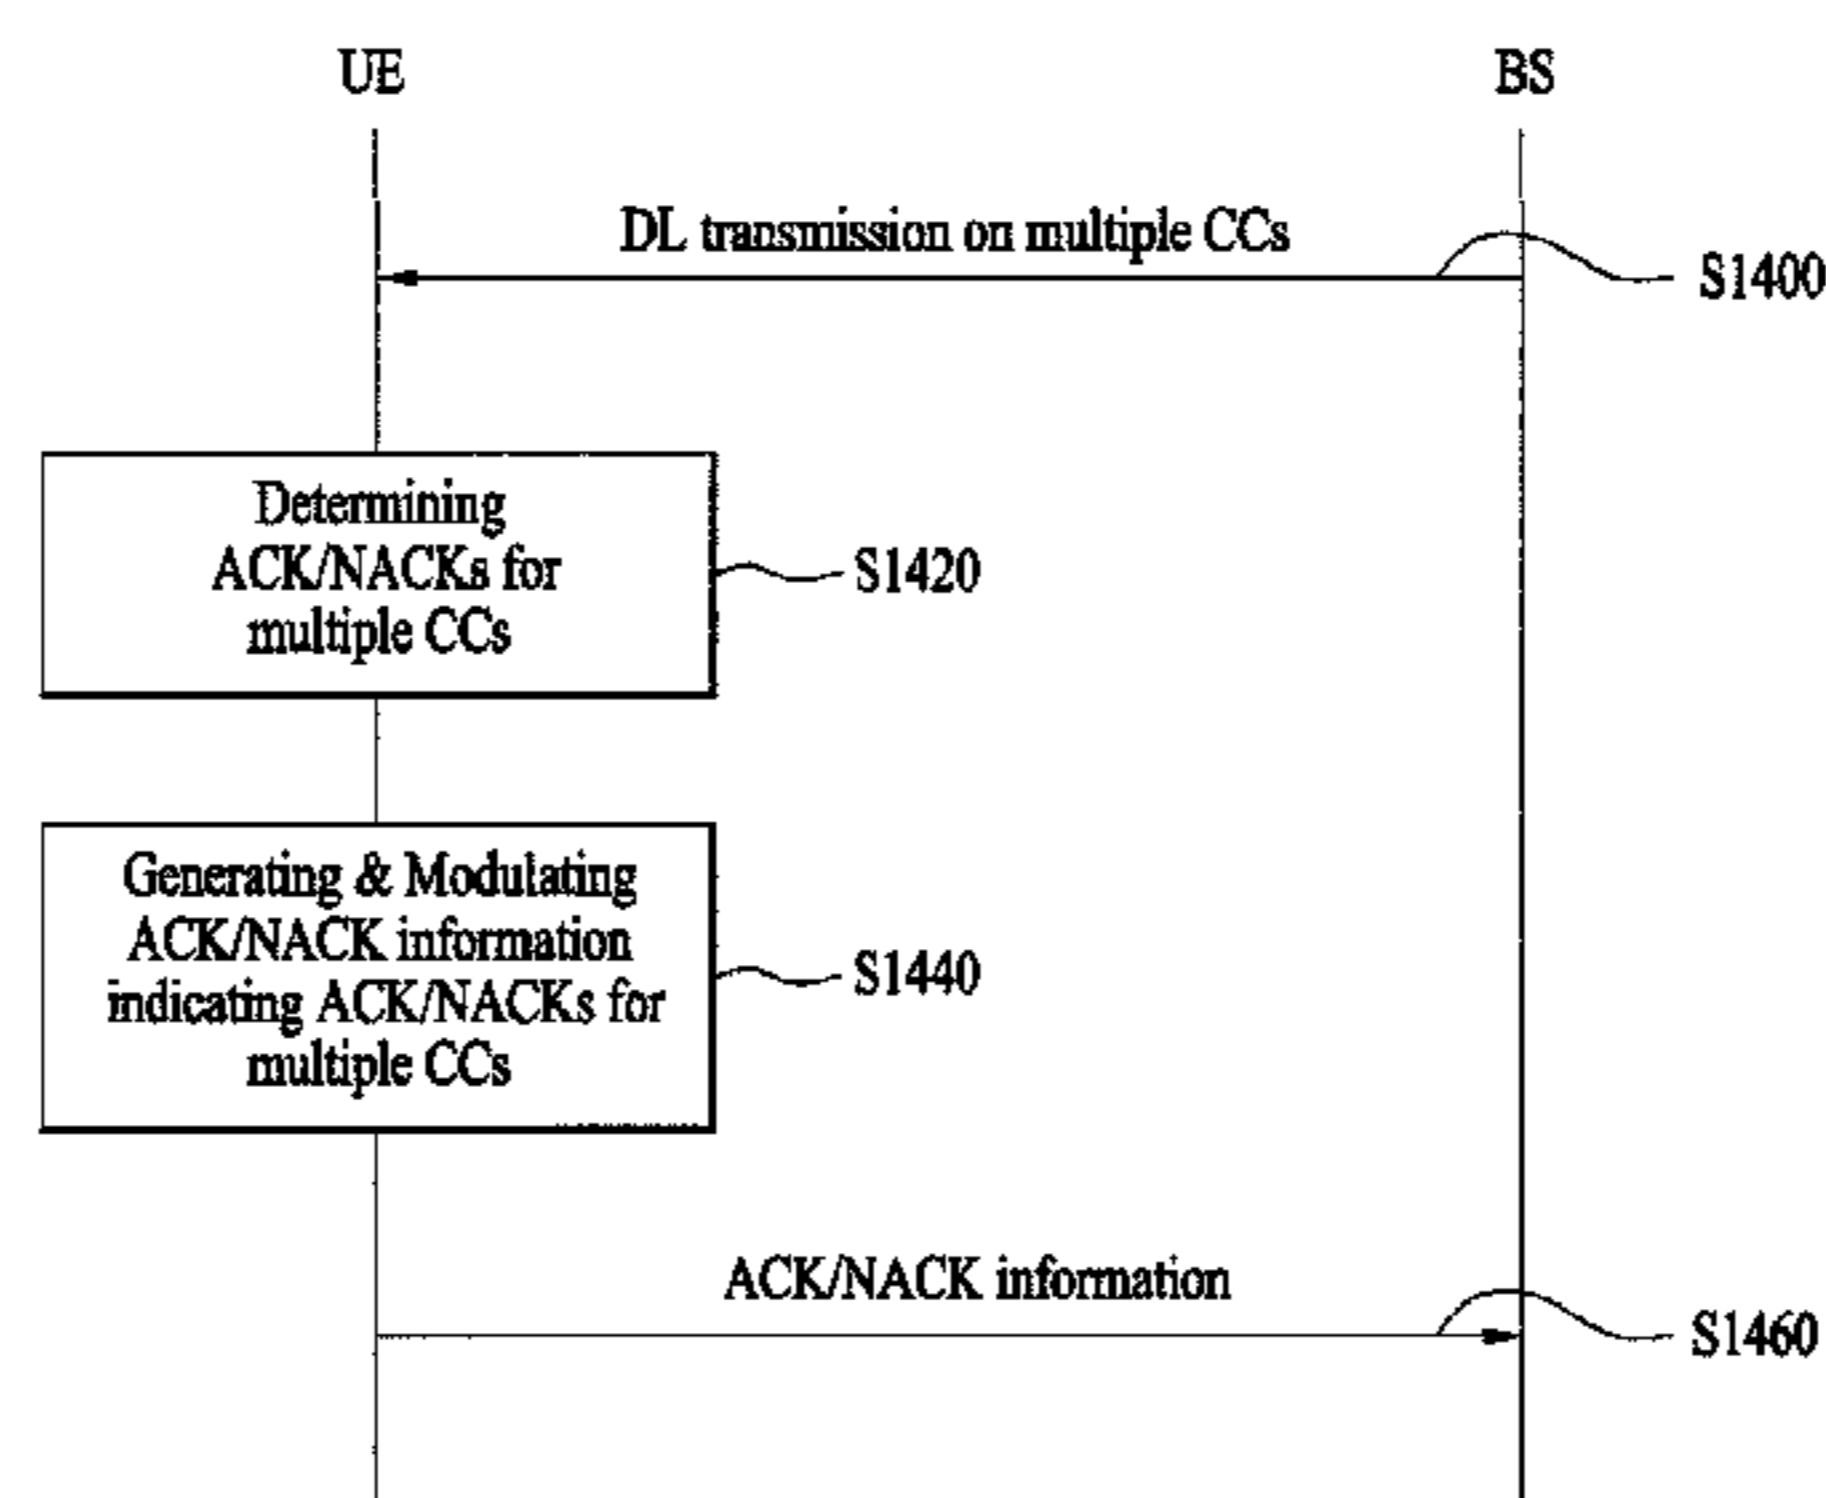 UE
BS
DL transmission on multiple CCs
S1400
Determining
ACK/NACKs for
multiple CCs
S1420
Generating & Modulating
ACK/NACK information
indicating ACK/NACKs for
multiple CCs
S1440
ACK/NACK information
S1460